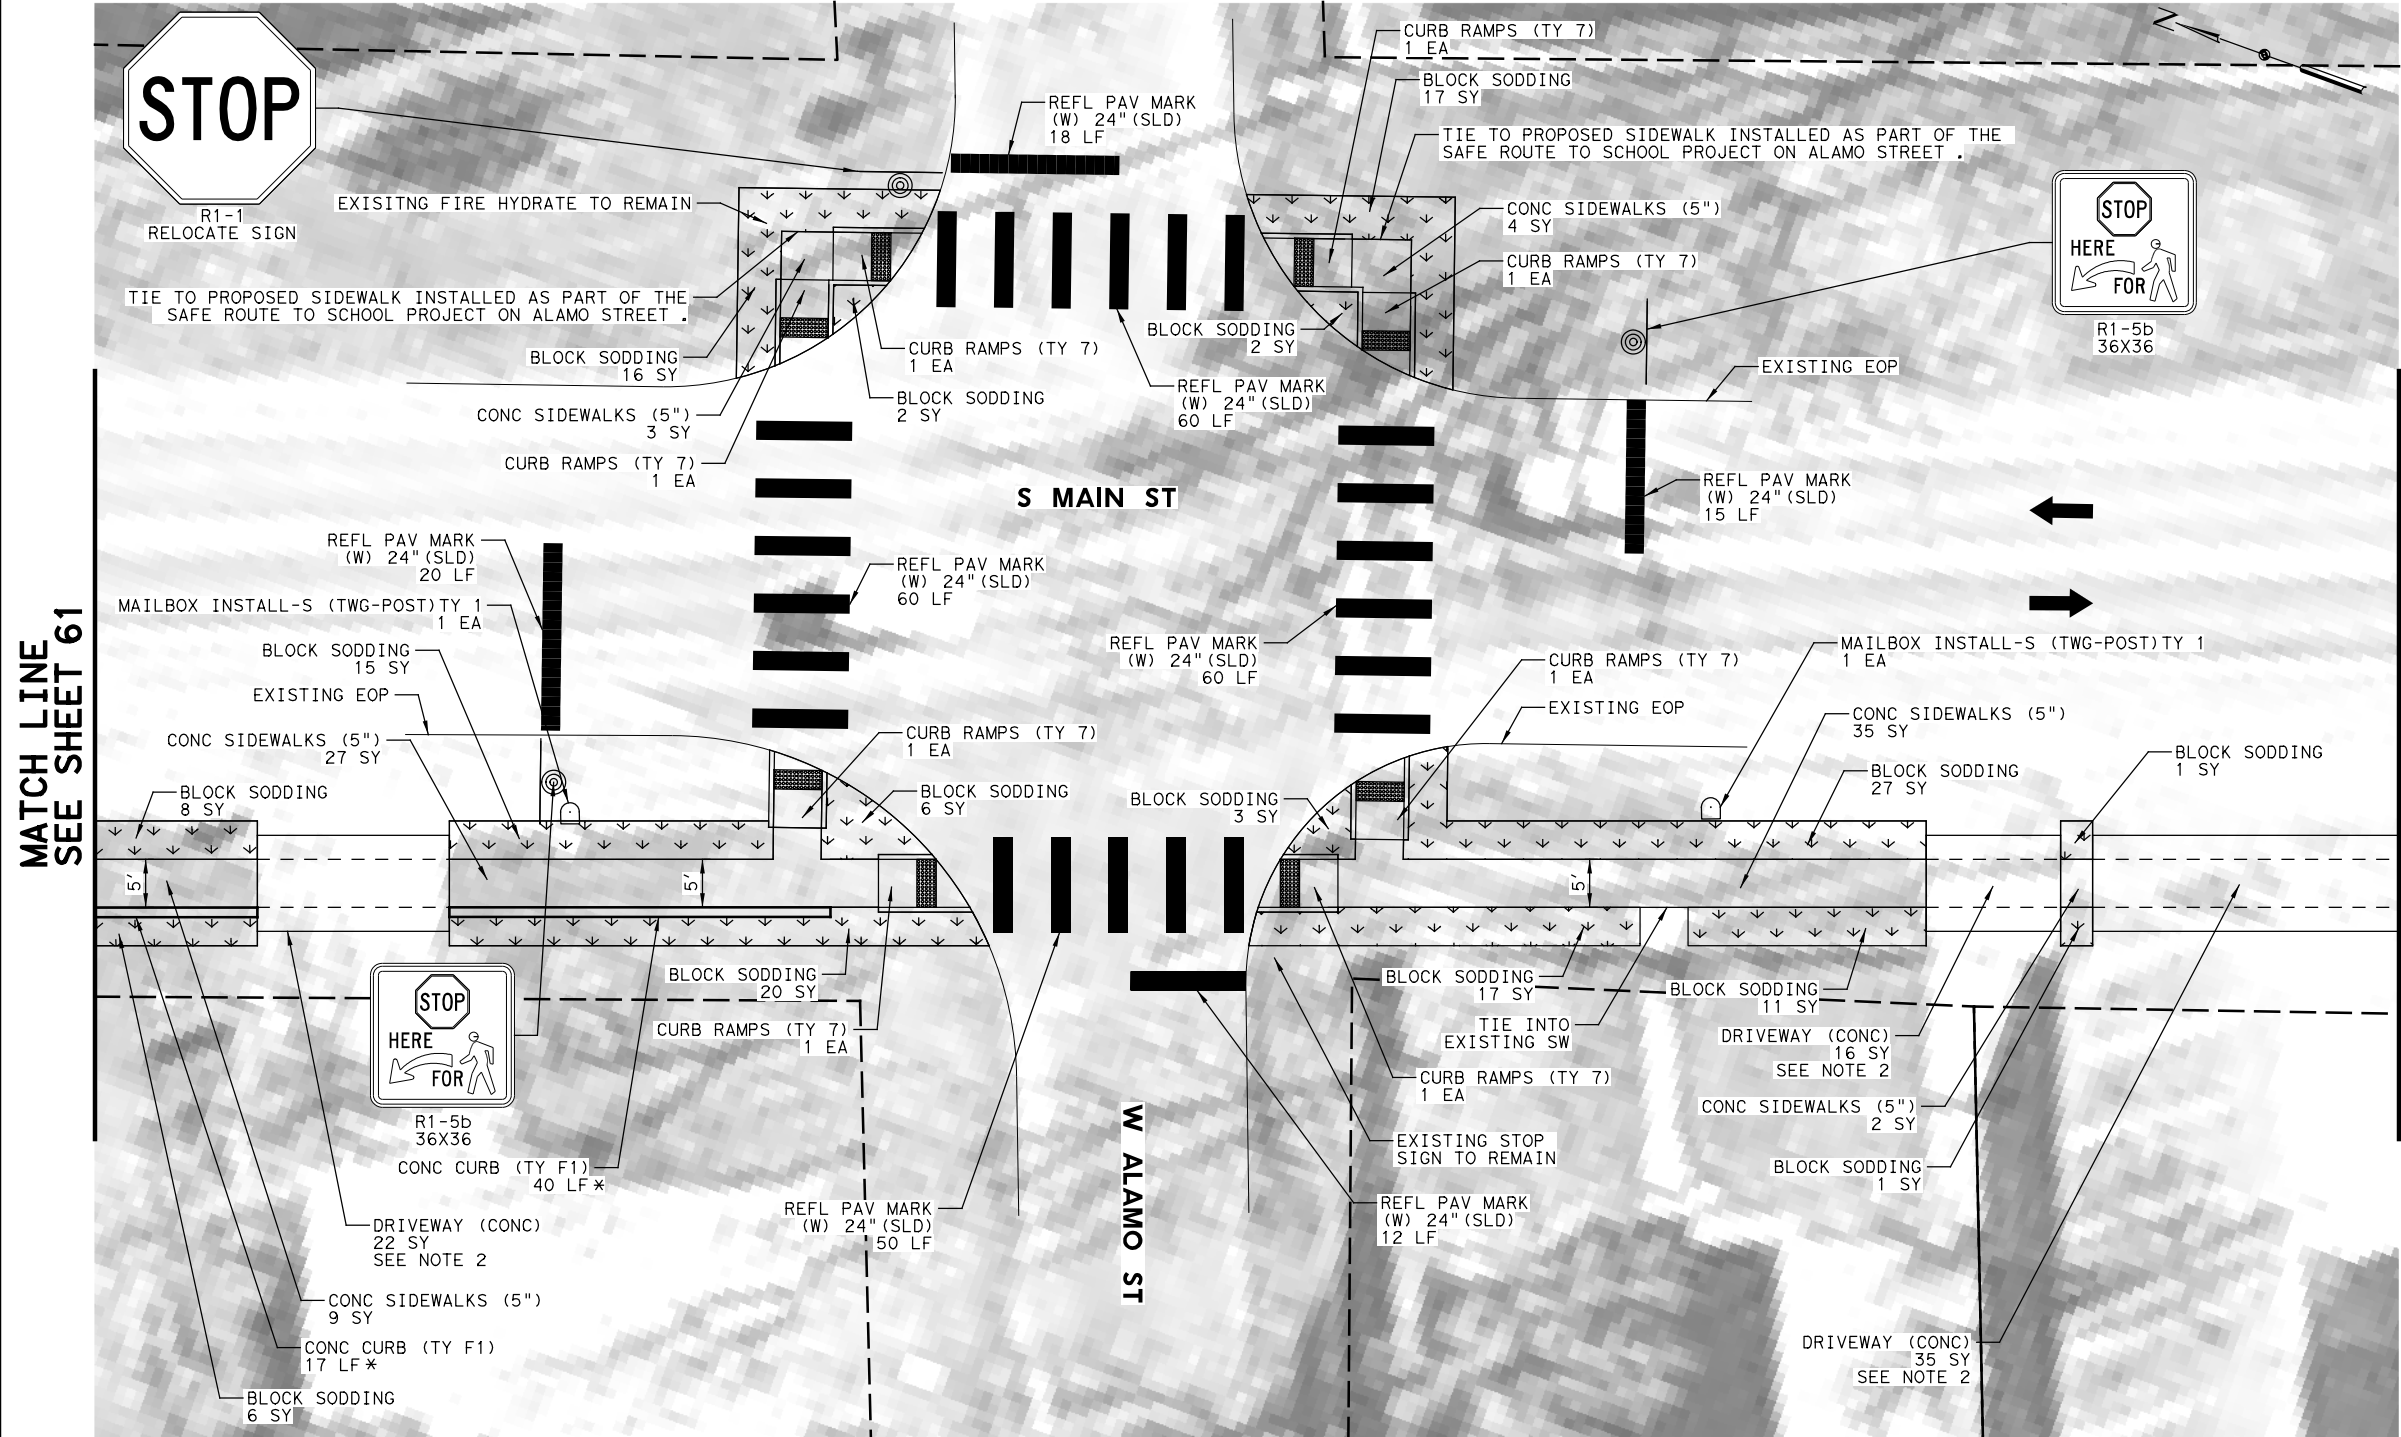 STOP
R1-1
RELOCATE SIGN
EXISITNG FIRE HYDRATE TO REMAIN
TIE TO PROPOSED SIDEWALK INSTALLED AS PART OF THE
SAFE ROUTE TO SCHOOL PROJECT ON ALAMO STREET .
BLOCK SODDING
16 SY
CONC SIDEWALKS (5")
3 SY
CURB RAMPS (TY 7)
1 EA
REFL PAV MARK
(W) 24"(SLD)
18 LF
CURB RAMPS (TY 7)
1 EA
BLOCK SODDING
2 SY
CURB RAMPS (TY 7)
1 EA
BLOCK SODDING
17 SY
TIE TO PROPOSED SIDEWALK INSTALLED AS PART OF THE
SAFE ROUTE TO SCHOOL PROJECT ON ALAMO STREET .
CONC SIDEWALKS (5")
4 SY
CURB RAMPS (TY 7)
1 EA
BLOCK SODDING
2 SY
REFL PAV MARK
(W) 24"(SLD)
60 LF
N
STOP
HERE
FOR
R1-5b
36X36
EXISTING EOP
S MAIN ST
REFL PAV MARK
(W) 24"(SLD)
15 LF
REFL PAV MARK
(W) 24"(SLD)
20 LF
MAILBOX INSTALL-S (TWG-POST)TY 1
1 EA
BLOCK SODDING
15 SY
EXISTING EOP
CONC SIDEWALKS (5")
27 SY
BLOCK SODDING
8 SY
MATCH LINE
SEE SHEET 61
REFL PAV MARK
(W) 24"(SLD)
60 LF
REFL PAV MARK
(W) 24"(SLD)
60 LF
CURB RAMPS (TY 7)
1 EA
BLOCK SODDING
6 SY
BLOCK SODDING
3 SY
CURB RAMPS (TY 7)
1 EA
EXISTING EOP
MAILBOX INSTALL-S (TWG-POST)TY 1
1 EA
CONC SIDEWALKS (5")
35 SY
BLOCK SODDING
27 SY
BLOCK SODDING
1 SY
5'
5'
5'
STOP
HERE
FOR
R1-5b
36X36
BLOCK SODDING
20 SY
CURB RAMPS (TY 7)
1 EA
CONC CURB (TY F1)
40 LF*
DRIVEWAY (CONC)
22 SY
SEE NOTE 2
CONC SIDEWALKS (5")
9 SY
CONC CURB (TY F1)
17 LF*
BLOCK SODDING
6 SY
REFL PAV MARK
(W) 24"(SLD)
50 LF
W ALAMO ST
BLOCK SODDING
17 SY
TIE INTO
EXISTING SW
CURB RAMPS (TY 7)
1 EA
EXISTING STOP
SIGN TO REMAIN
REFL PAV MARK
(W) 24"(SLD)
12 LF
BLOCK SODDING
11 SY
DRIVEWAY (CONC)
16 SY
SEE NOTE 2
CONC SIDEWALKS (5")
2 SY
BLOCK SODDING
1 SY
DRIVEWAY (CONC)
35 SY
SEE NOTE 2